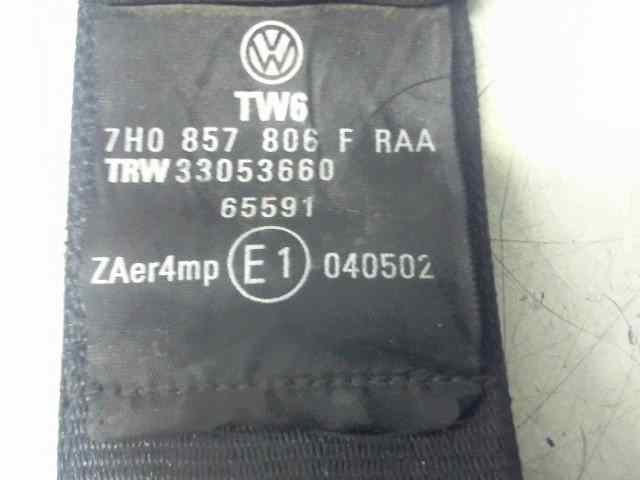 TW6
7H0 857 806 F RAA
TRW 33053660
65591
ZAer4mp E1 040502